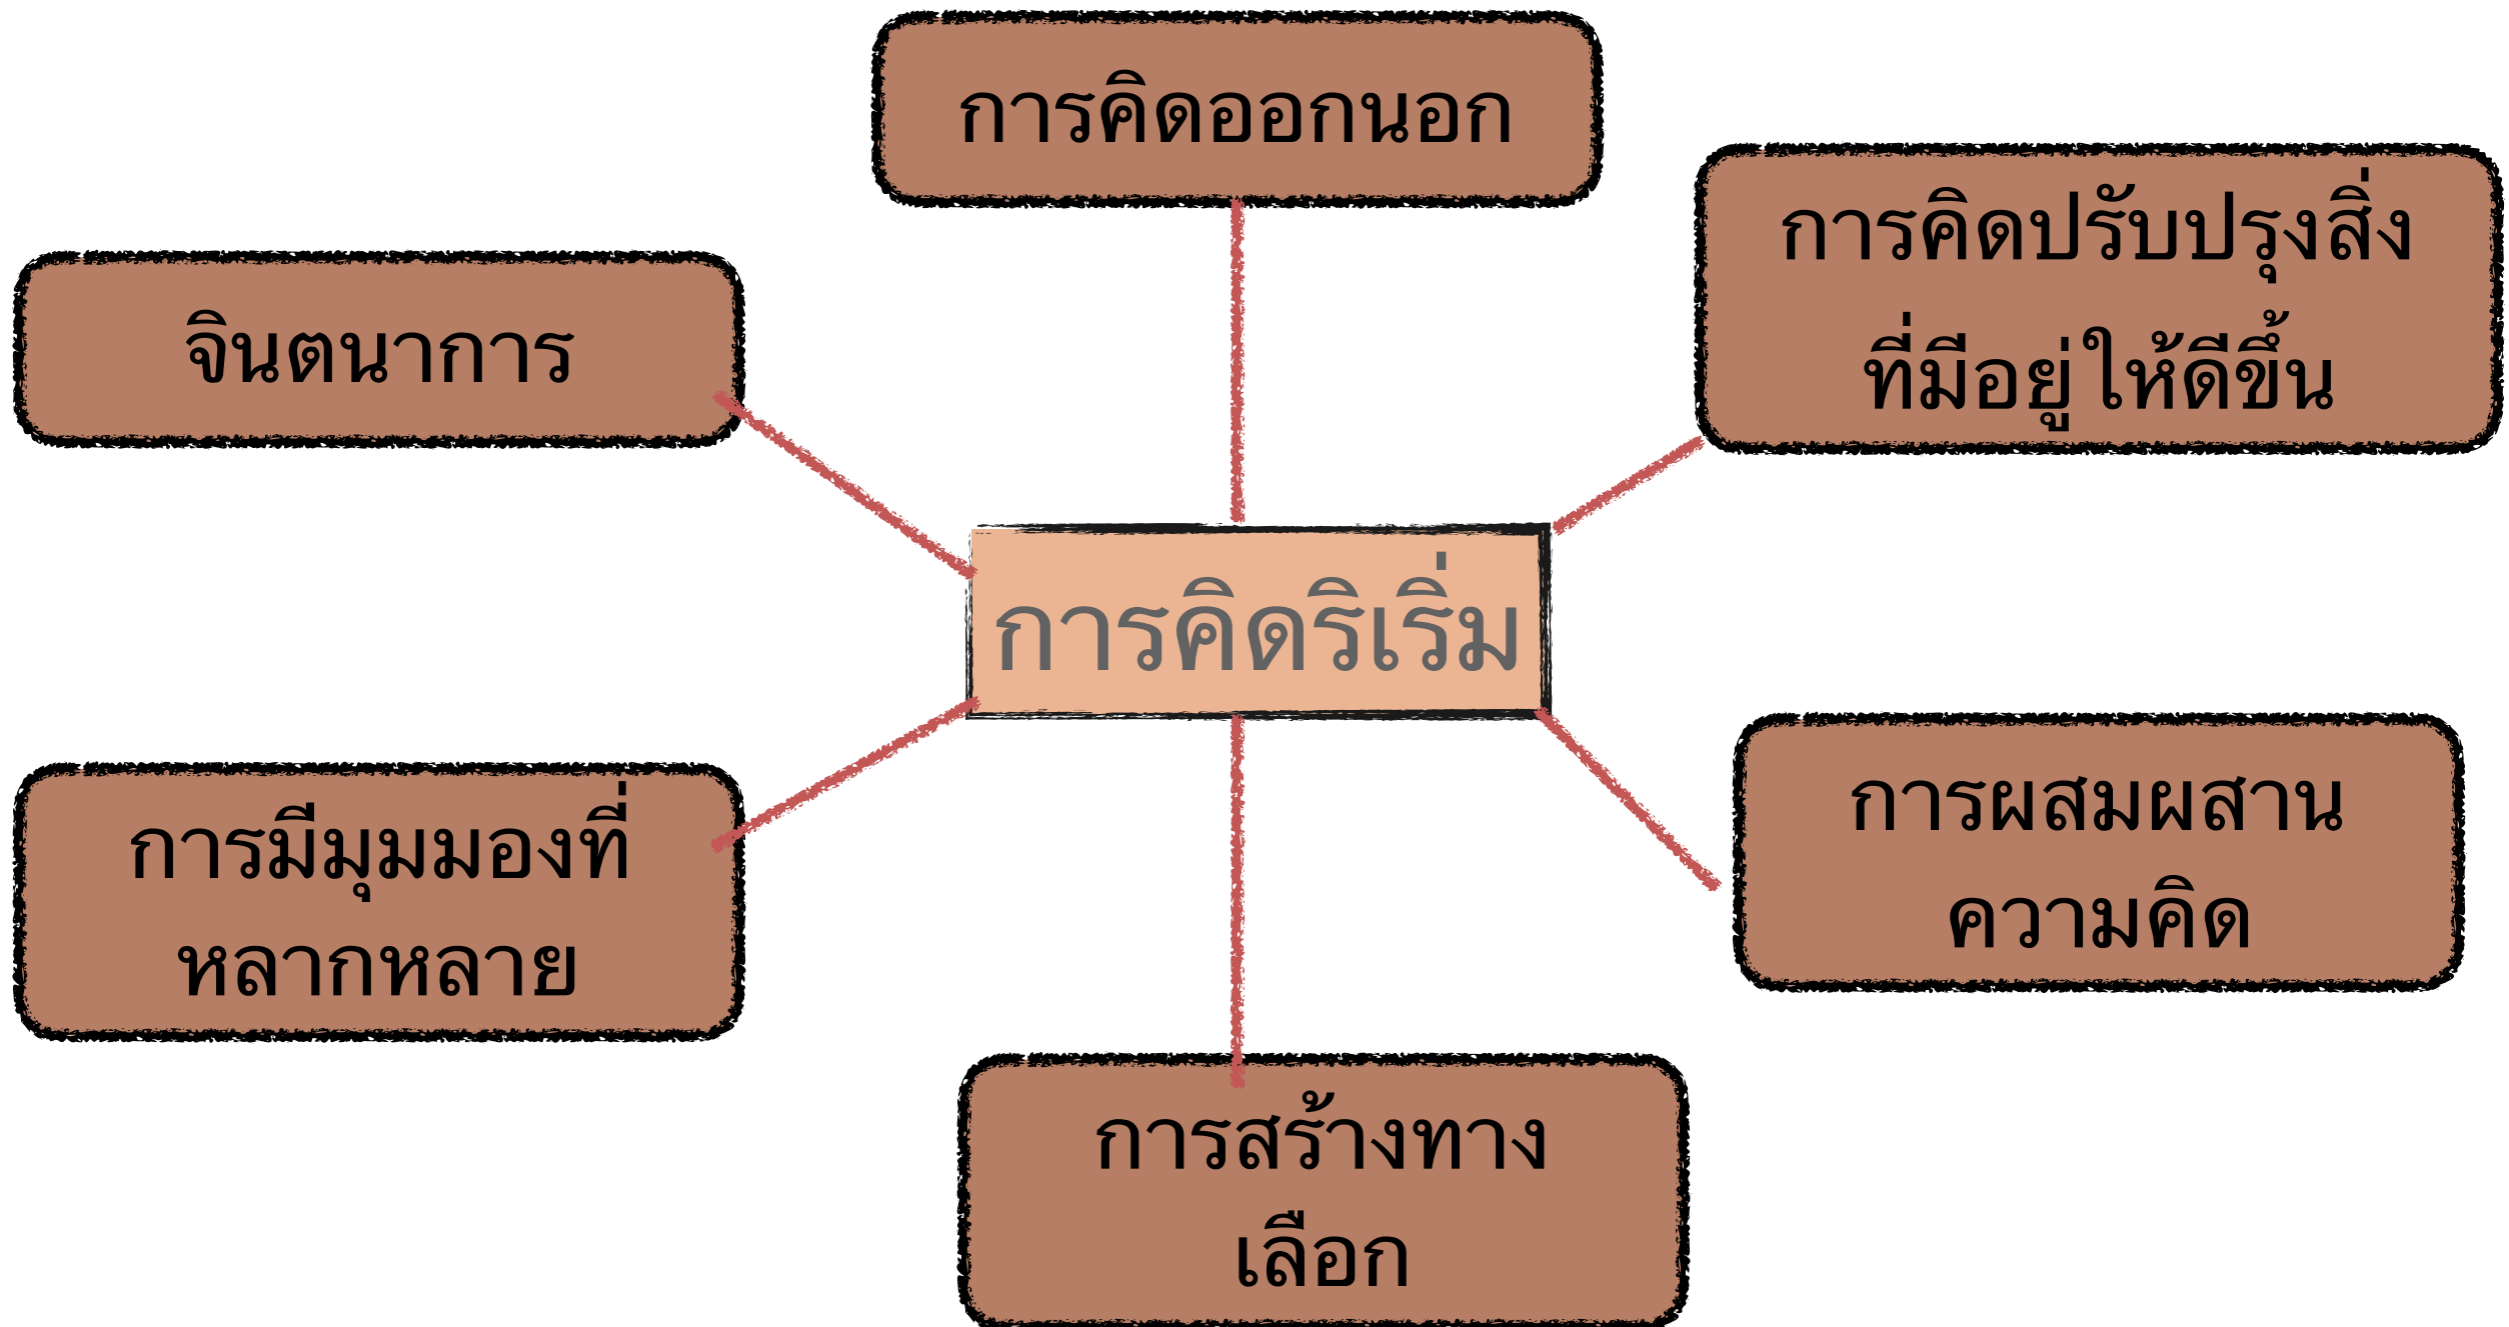 การคิดออกนอก
การคิดปรับปรุงสิ่ง
ที่มีอยู่ให้ดีขึ้น
จินตนาการ
การคิดริเริ่ม
การผสมผสาน
ความคิด
การมีมุมมองที่
หลากหลาย
การสร้างทาง
เลือก